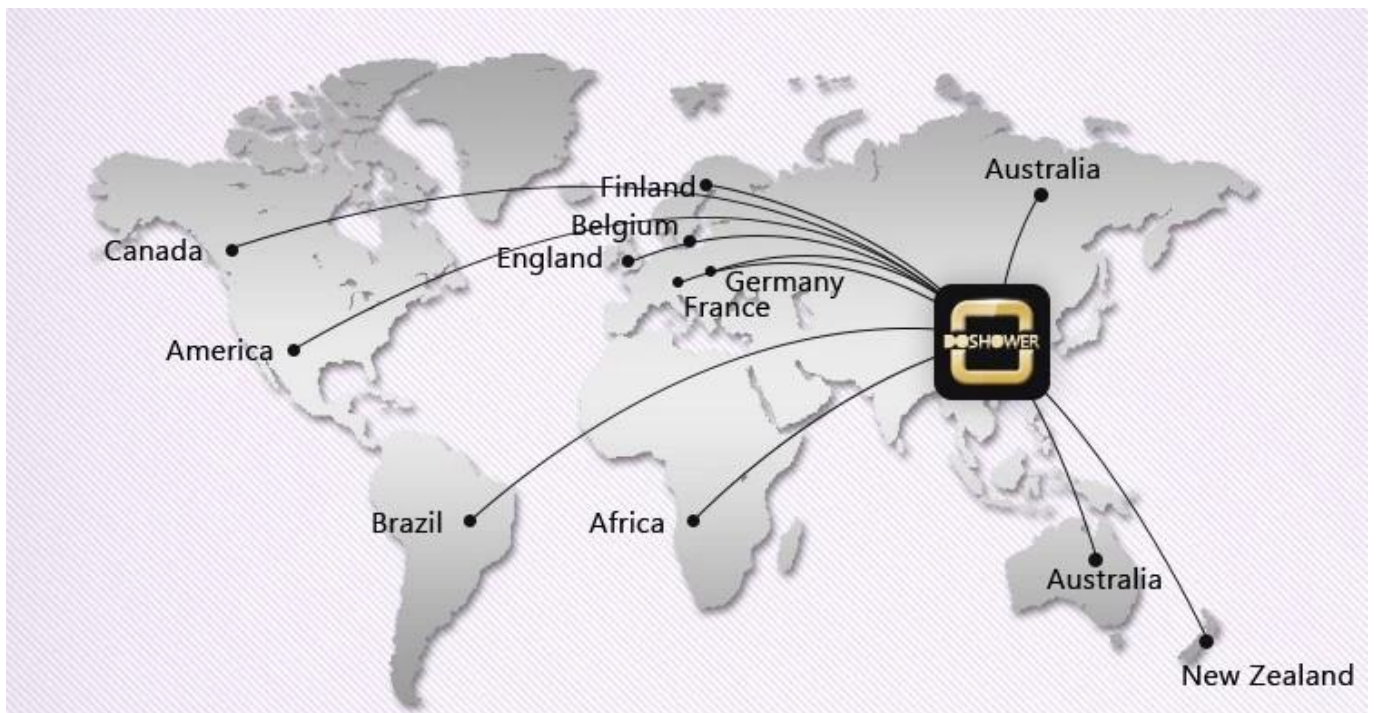 Australia
Finland
Belgium
Canada
England
Germany
France
DOSHOWER
America
Brazil
Africa
Australia
New Zealand